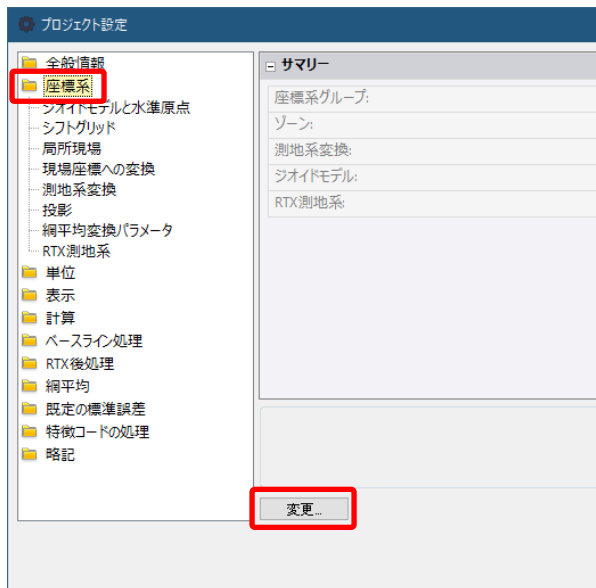 プロジェクト設定
全般情報
座標系
ジオイドモデルと水準原点
シフトグリッド
局所現場
現場座標への変換
測地系変換
投影
網平均変換パラメータ
RTX測地系
単位
表示
計算
ベースライン処理
RTX後処理
網平均
既定の標準誤差
特徴コードの処理
略記
サマリー
座標系グループ:
ゾーン:
測地系変換:
ジオイドモデル:
RTX測地系:
変更...